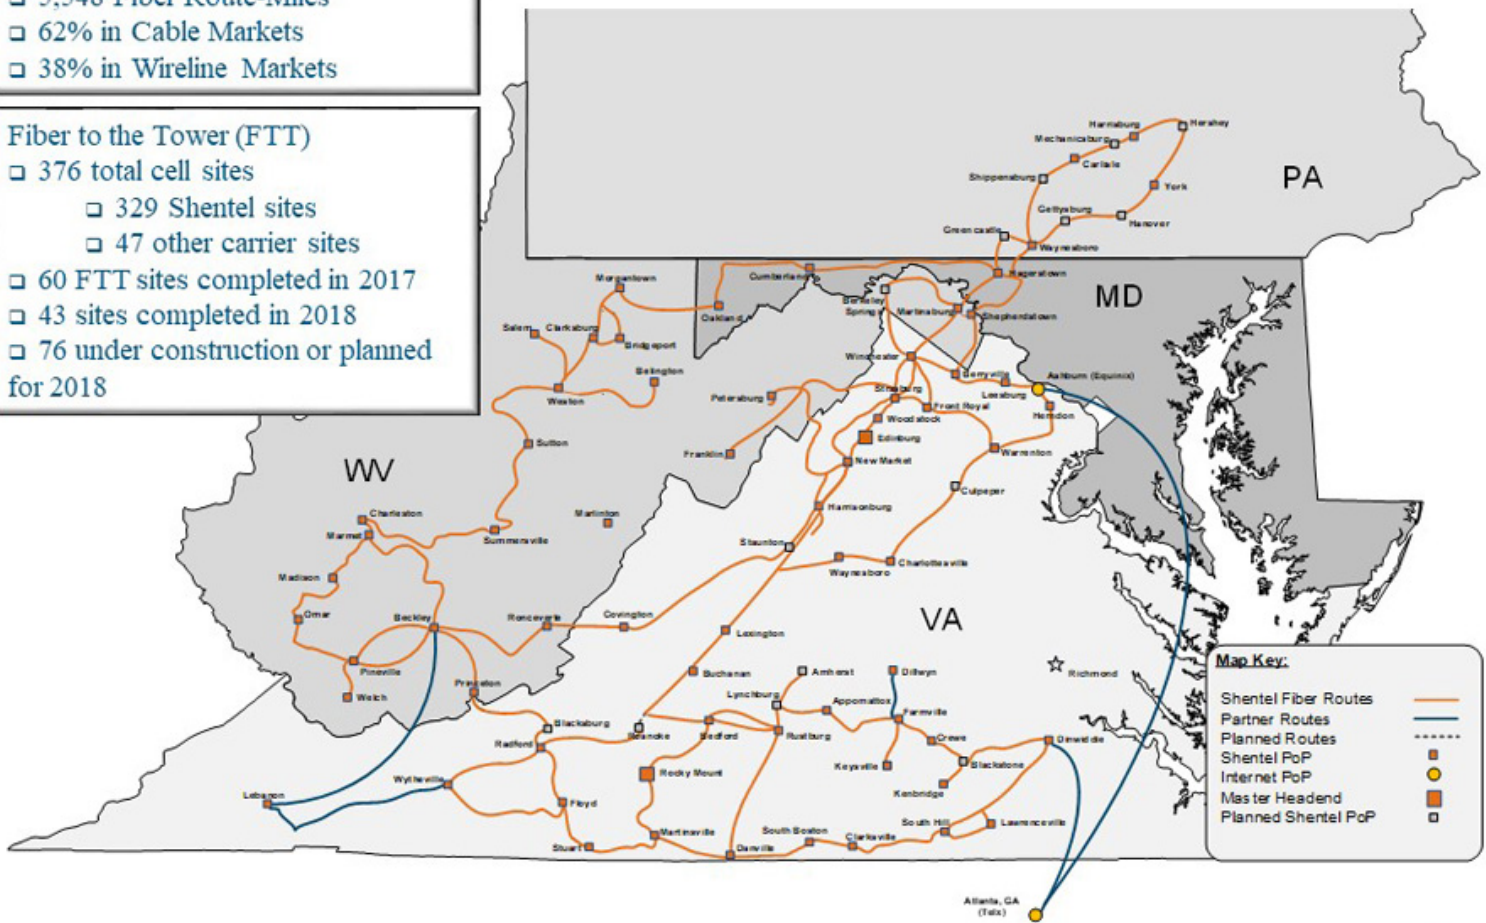 5,548 Fiber Route-Miles
62% in Cable Markets
38% in Wireline Markets
Fiber to the Tower (FTT)
376 total cell sites
329 Shentel sites
47 other carrier sites
60 FTT sites completed in 2017
43 sites completed in 2018
76 under construction or planned
for 2018
PA
Harrisburg
Hershey
Mechanicsburg
Carlisle
Shippensburg
York
Gettysburg
Hanover
Greencastle
Waynesboro
MD
Hagerstown
Cumberland
Morgantown
Oakland
Berkeley
Springs
Martinsburg
Shepherdstown
Salem
Clarksburg
Bridgeport
Belington
Weston
Winchester
Berryville
Leesburg
Ashburn (Equinix)
Herndon
Petersburg
Strasburg
Front Royal
Woodstock
Edinburg
Franklin
New Market
Warrenton
Culpeper
Sutton
WV
Charleston
Marmet
Marlinton
Summersville
Harrisonburg
Staunton
Waynesboro
Charlottesville
Madison
Omar
Beckley
Ronceverte
Covington
Lexington
VA
Pineville
Welch
Princeton
Buchanan
Amherst
Dillwyn
Richmond
Lynchburg
Appomattox
Farmville
Blacksburg
Radford
Roanoke
Bedford
Rustburg
Crewe
Dinwiddie
Keysville
Blackstone
Kenbridge
Rocky Mount
Wytheville
Lebanon
Floyd
Martinsville
Stuart
Danville
South Boston
Clarksville
South Hill
Lawrenceville
Atlanta, GA
(Telx)
Map Key:
Shentel Fiber Routes
Partner Routes
Planned Routes
Shentel PoP
Internet PoP
Master Headend
Planned Shentel PoP